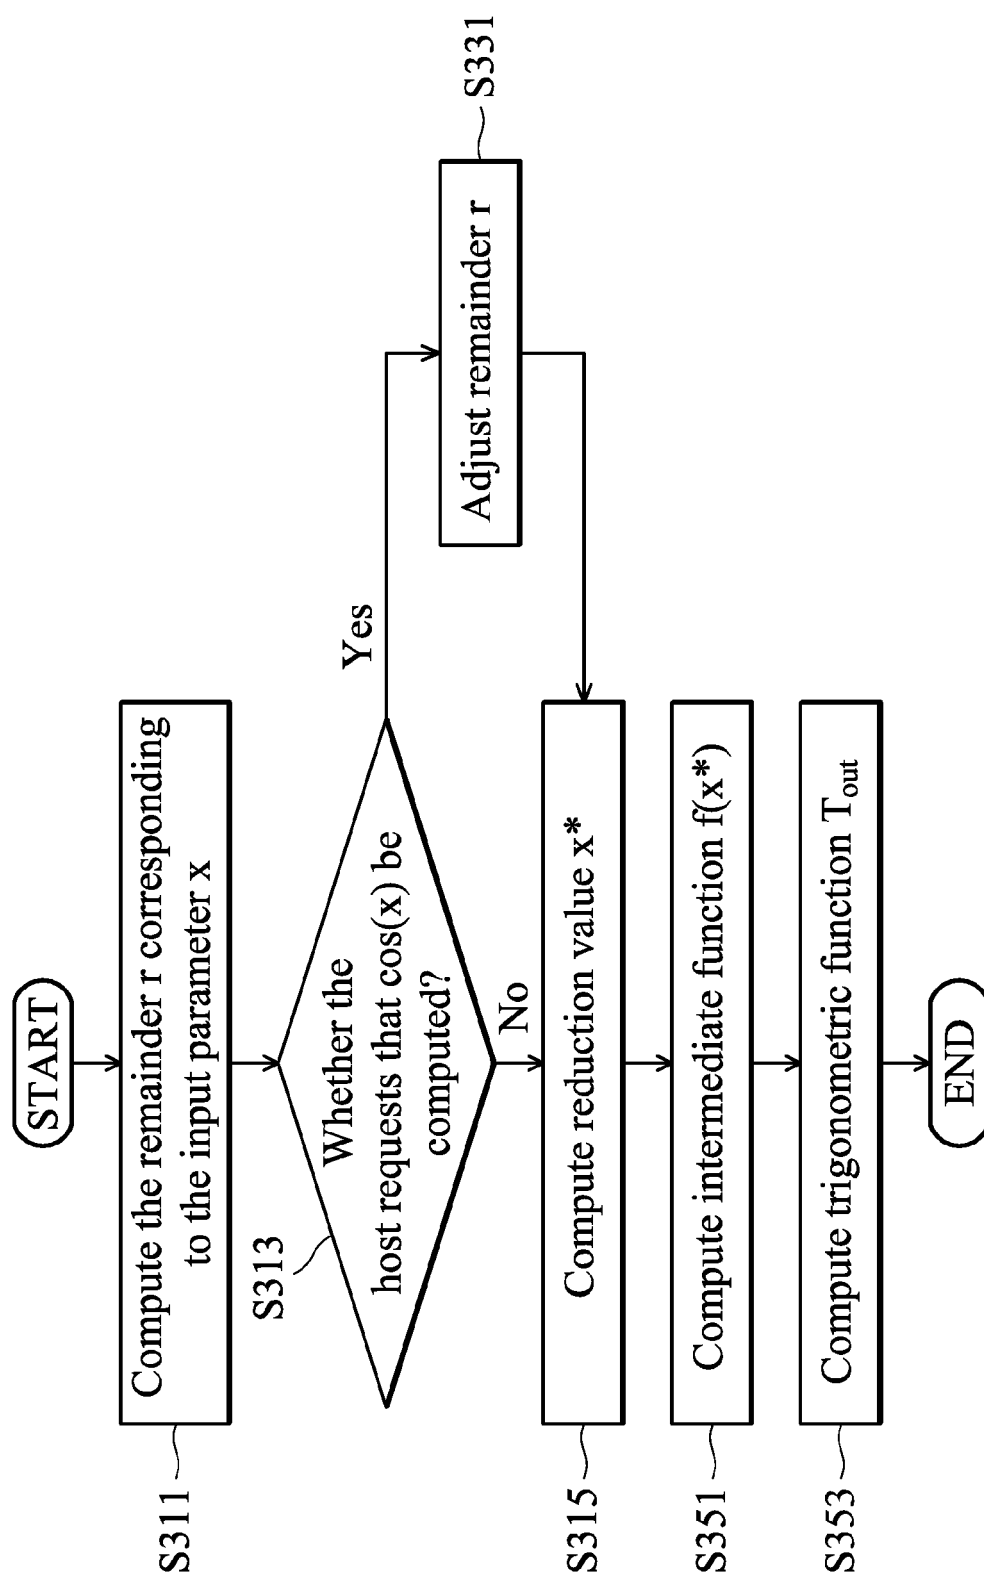 START
S311
Compute the remainder r corresponding
to the input parameter x
S313
Whether the
host requests that cos(x) be
computed?
Yes
No
Adjust remainder r
S331
S315
Compute reduction value x*
S351
Compute intermediate function f(x*)
S353
Compute trigonometric function Tout
END